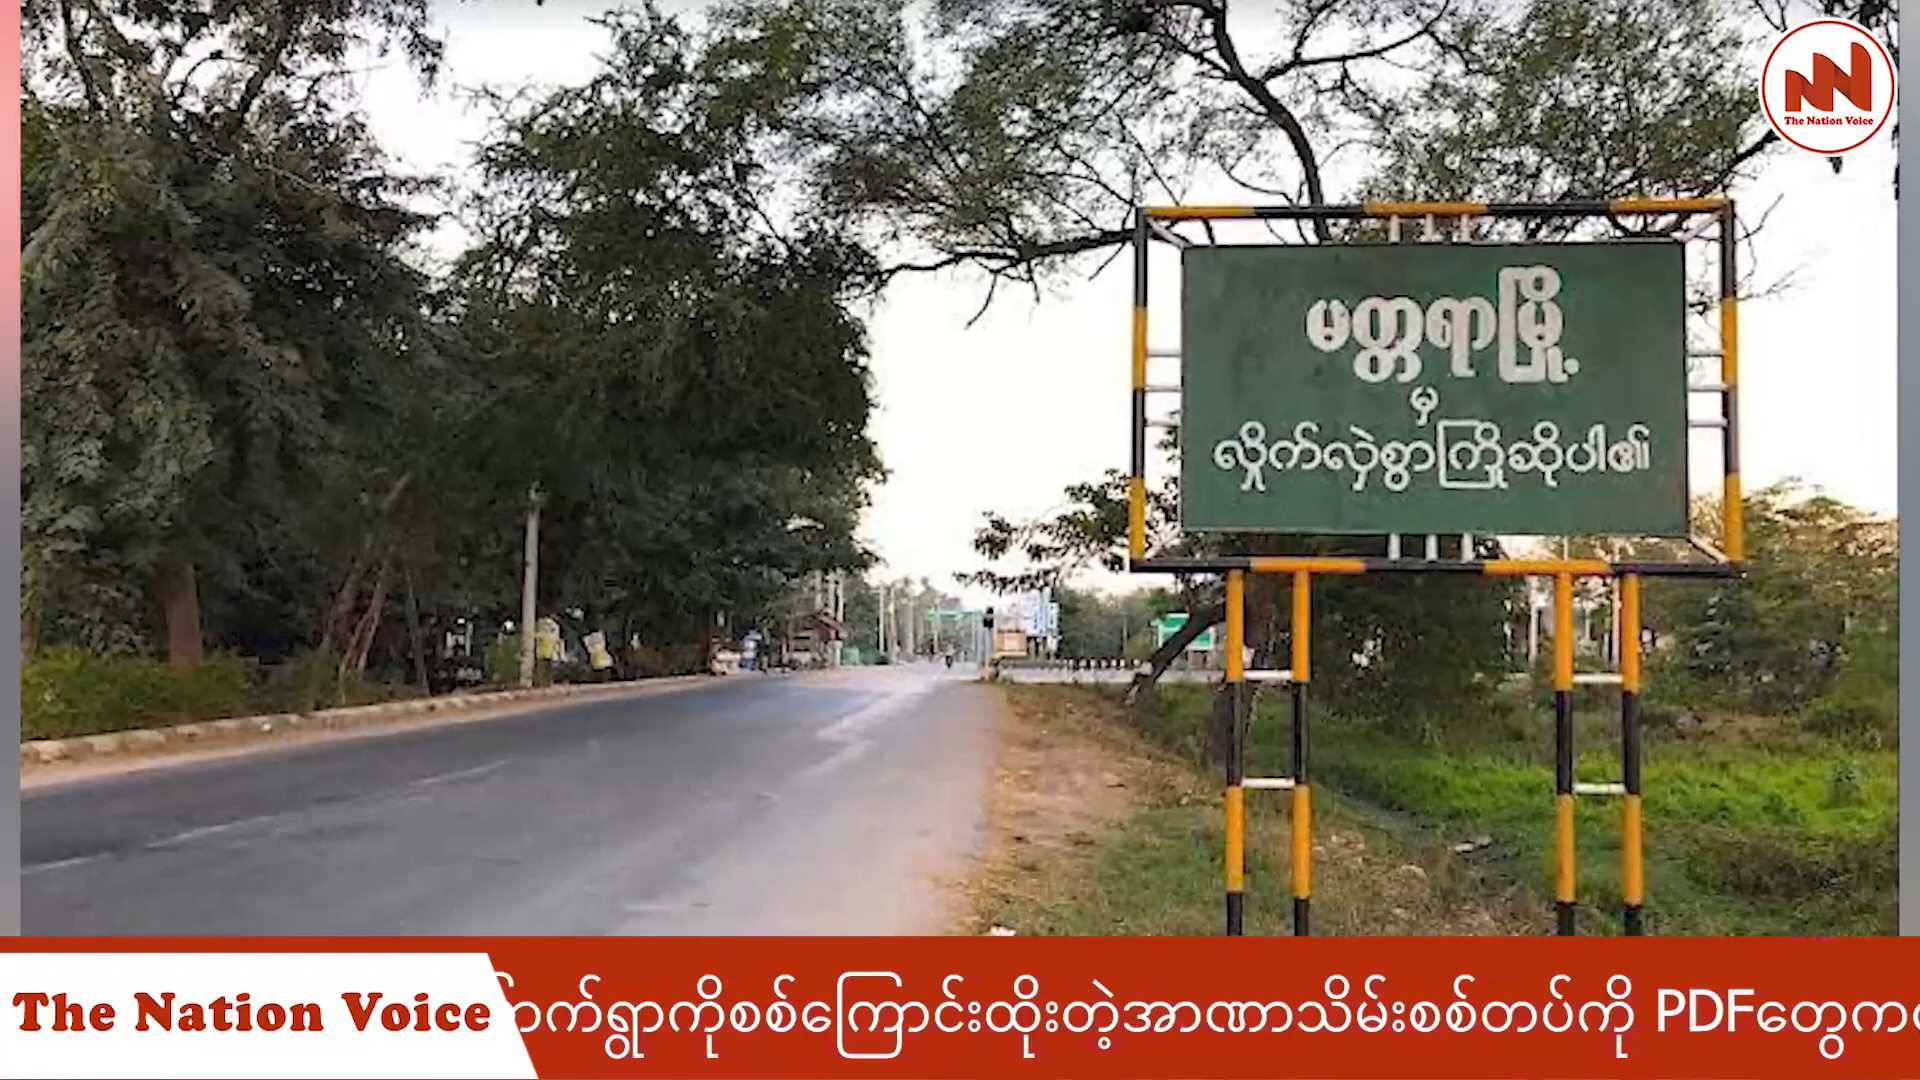 The Nation Voice
မတ္တရာမြို့
မှ
လှိုက်လှဲစွာကြိုဆိုပါ၏
The Nation Voice
ောက်ရွာကိုစစ်ကြောင်းထိုးတဲ့အာဏာသိမ်းစစ်တပ်ကို PDFတွေက